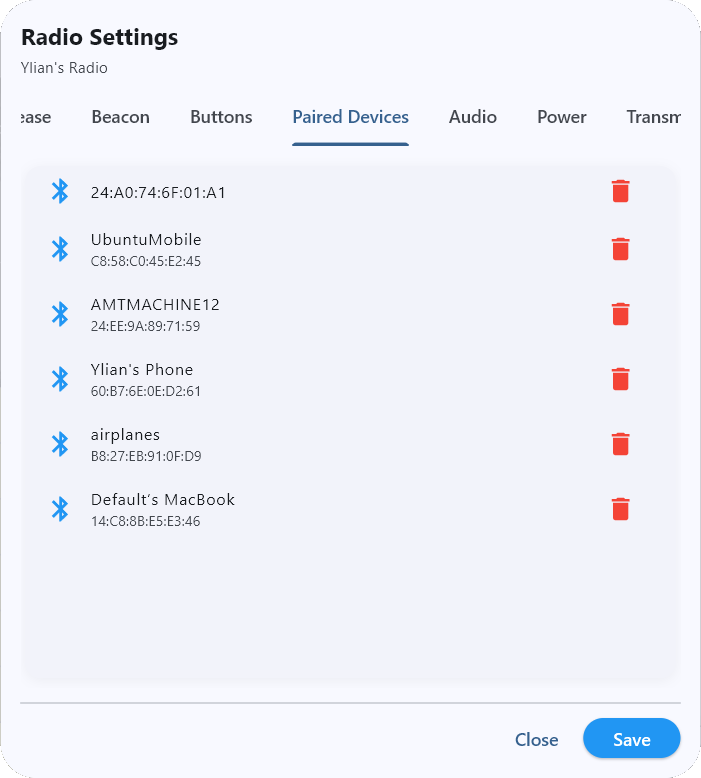 Radio Settings
Ylian's Radio
ease Beacon Buttons Paired Devices Audio Power Transm
24:A0:74:6F:01:A1
UbuntuMobile
C8:58:C0:45:E2:45
AMTMACHINE12
24:EE:9A:89:71:59
Ylian's Phone
60:B7:6E:0E:D2:61
airplanes
B8:27:EB:91:0F:D9
Default’s MacBook
14:C8:8B:E5:E3:46
Close Save